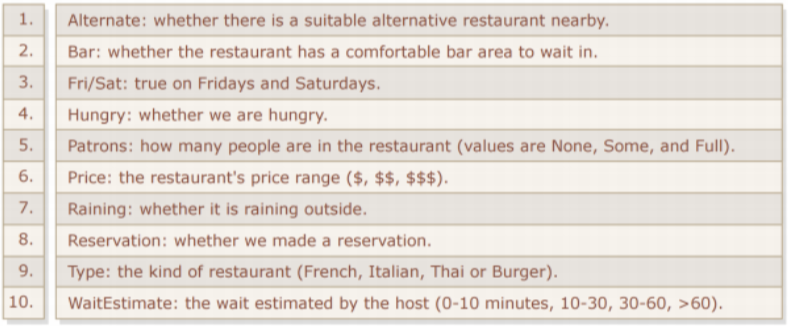 1. Alternate: whether there is a suitable alternative restaurant nearby.
2. Bar: whether the restaurant has a comfortable bar area to wait in.
3. Fri/Sat: true on Fridays and Saturdays.
4. Hungry: whether we are hungry.
5. Patrons: how many people are in the restaurant (values are None, Some, and Full).
6. Price: the restaurant's price range ($, $$, $$$).
7. Raining: whether it is raining outside.
8. Reservation: whether we made a reservation.
9. Type: the kind of restaurant (French, Italian, Thai or Burger).
10. WaitEstimate: the wait estimated by the host (0-10 minutes, 10-30, 30-60, >60).